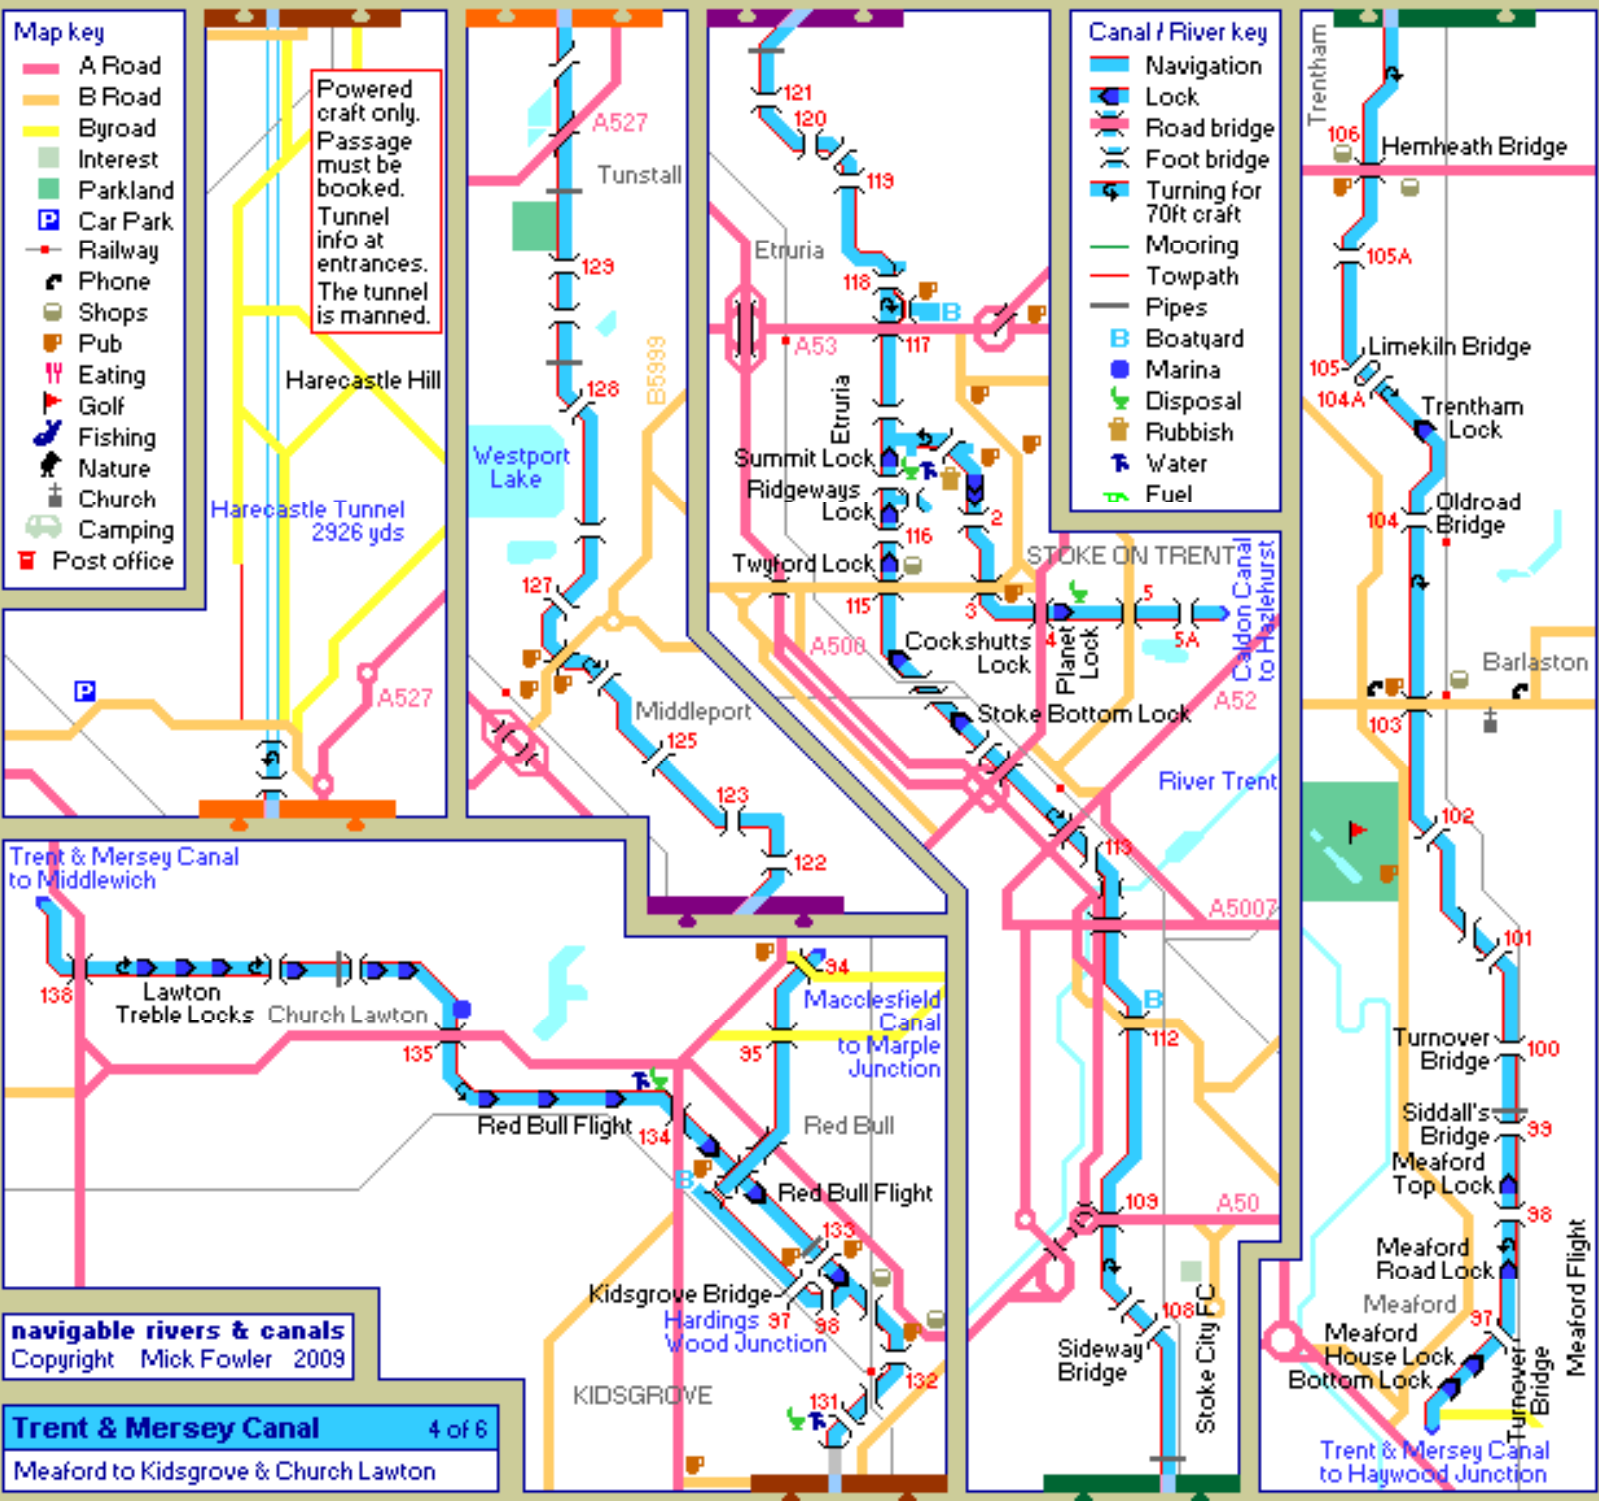 Map key
A Road
B Road
Byroad
Interest
Parkland
P Car Park
Railway
Phone
Shops
Pub
Eating
Golf
Fishing
Nature
Church
Camping
Post office
Powered
craft only.
Passage
must be
booked.
Tunnel
info at
entrances.
The tunnel
is manned.
Harecastle Hill
Harecastle Tunnel
2926 yds
P
A527
A527
Tunstall
129
128
B5999
Westport
Lake
127
Middleport
125
123
122
121
120
119
Etruria
118
B
117
A53
Etruria
Summit Lock
Ridgeways
Lock
2
116
Twyford Lock
STOKE ON TRENT
115
3
4
5
5A
Planet
Lock
Caldon Canal
to Hazlehurst
A500
Cockshutts
Lock
A52
Stoke Bottom Lock
River Trent
113
A5007
B
112
109
A50
108
Sideway
Bridge
Stoke City FC
Canal / River key
Navigation
Lock
Road bridge
Foot bridge
Turning for
70ft craft
Mooring
Towpath
Pipes
B Boatyard
Marina
Disposal
Rubbish
Water
Fuel
Trentham
106
Hemheath Bridge
105A
Limekiln Bridge
105
104A
Trentham
Lock
104
Oldroad
Bridge
Barlaston
103
102
101
Turnover
Bridge
100
Siddall's
Bridge
99
Meaford
Top Lock
98
Meaford
Road Lock
Meaford Flight
Meaford
97
Meaford
House Lock
Bottom Lock
Turnover
Bridge
Trent & Mersey Canal
to Haywood Junction
Trent & Mersey Canal
to Middlewich
138
Lawton
Treble Locks
Church Lawton
135
Red Bull Flight
134
94
Macclesfield
Canal
to Marple
Junction
95
Red Bull
B
Red Bull Flight
133
Kidsgrove Bridge
97
98
Hardings
Wood Junction
132
KIDSGROVE
131
navigable rivers & canals
Copyright Mick Fowler 2009
Trent & Mersey Canal 4 of 6
Meaford to Kidsgrove & Church Lawton